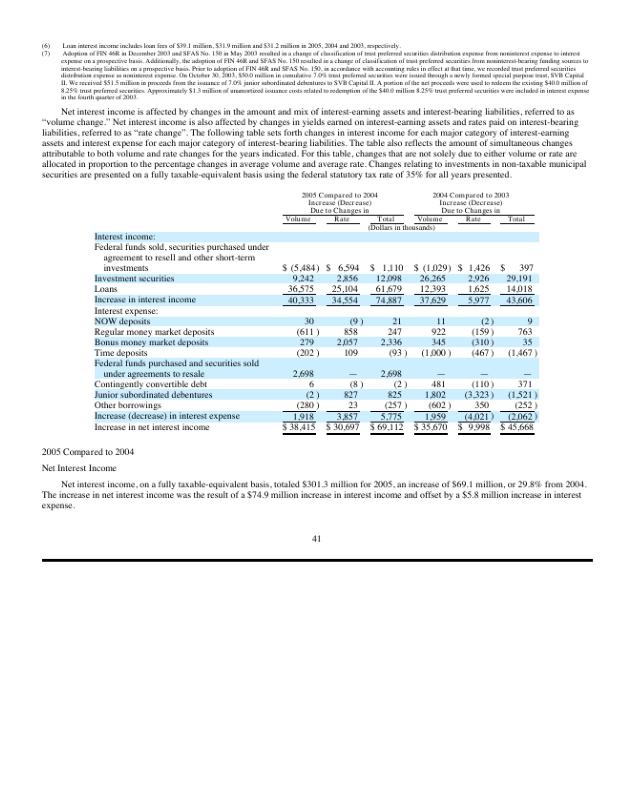 (6) Loan interest income includes loan fees of $39.1 million, $31.9 million and $31.2 million in 2005, 2004 and 2003, respectively.
(7) Adoption of FIN 46R in December 2003 and SFAS No. 150 in May 2003 resulted in a change of classification of trust preferred securities distribution expense from noninterest expense to interest
expense on a prospective basis. Additionally, the adoption of FIN 46R and SFAS No. 150 resulted in a change of classification of trust preferred securities from noninterest-bearing funding sources to
interest-bearing liabilities on a prospective basis. Prior to adoption of FIN 46R and SFAS No. 150, in accordance with accounting rules in effect at that time, we recorded trust preferred securities
distribution expense as noninterest expense. On October 30, 2003, $50.0 million in cumulative 7.0% trust preferred securities were issued through a newly formed special purpose trust, SVB Capital
II. We received $51.5 million in proceeds from the issuance of 7.0% junior subordinated debentures to SVB Capital II. A portion of the net proceeds were used to redeem the existing $40.0 million of
8.25% trust preferred securities. Approximately $1.3 million of unamortized issuance costs related to redemption of the $40.0 million 8.25% trust preferred securities were included in interest expense
in the fourth quarter of 2003.
Net interest income is affected by changes in the amount and mix of interest-earning assets and interest-bearing liabilities, referred to as
“volume change.” Net interest income is also affected by changes in yields earned on interest-earning assets and rates paid on interest-bearing
liabilities, referred to as “rate change”. The following table sets forth changes in interest income for each major category of interest-earning
assets and interest expense for each major category of interest-bearing liabilities. The table also reflects the amount of simultaneous changes
attributable to both volume and rate changes for the years indicated. For this table, changes that are not solely due to either volume or rate are
allocated in proportion to the percentage changes in average volume and average rate. Changes relating to investments in non-taxable municipal
securities are presented on a fully taxable-equivalent basis using the federal statutory tax rate of 35% for all years presented.
2005 Compared to 2004 2004 Compared to 2003
Increase (Decrease) Increase (Decrease)
Due to Changes in Due to Changes in
Volume Rate Total Volume Rate Total
(Dollars in thousands)
Interest income:
Federal funds sold, securities purchased under
agreement to resell and other short-term
investments $ (5,484) $ 6,594 $ 1,110 $ (1,029) $ 1,426 $ 397
Investment securities 9,242 2,856 12,098 26,265 2,926 29,191
Loans 36,575 25,104 61,679 12,393 1,625 14,018
Increase in interest income 40,333 34,554 74,887 37,629 5,977 43,606
Interest expense:
NOW deposits 30 (9 ) 21 11 (2 ) 9
Regular money market deposits (611 ) 858 247 922 (159 ) 763
Bonus money market deposits 279 2,057 2,336 345 (310 ) 35
Time deposits (202 ) 109 (93 ) (1,000 ) (467 ) (1,467 )
Federal funds purchased and securities sold
under agreements to resale 2,698 — 2,698 — — —
Contingently convertible debt 6 (8 ) (2 ) 481 (110 ) 371
Junior subordinated debentures (2 ) 827 825 1,802 (3,323 ) (1,521 )
Other borrowings (280 ) 23 (257 ) (602 ) 350 (252 )
Increase (decrease) in interest expense 1,918 3,857 5,775 1,959 (4,021 ) (2,062 )
Increase in net interest income $ 38,415 $ 30,697 $ 69,112 $ 35,670 $ 9,998 $ 45,668
2005 Compared to 2004
Net Interest Income
Net interest income, on a fully taxable-equivalent basis, totaled $301.3 million for 2005, an increase of $69.1 million, or 29.8% from 2004.
The increase in net interest income was the result of a $74.9 million increase in interest income and offset by a $5.8 million increase in interest
expense.
41